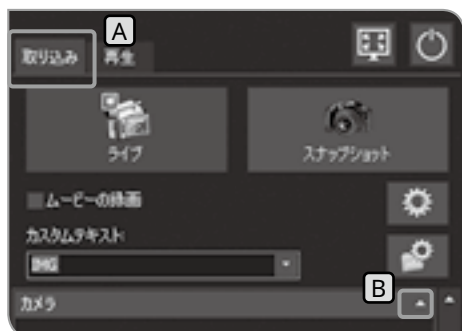 A
取り込み 再生
ライブ スナップショット
ムービーの録画
カスタムテキスト
IMG
B
カメラ